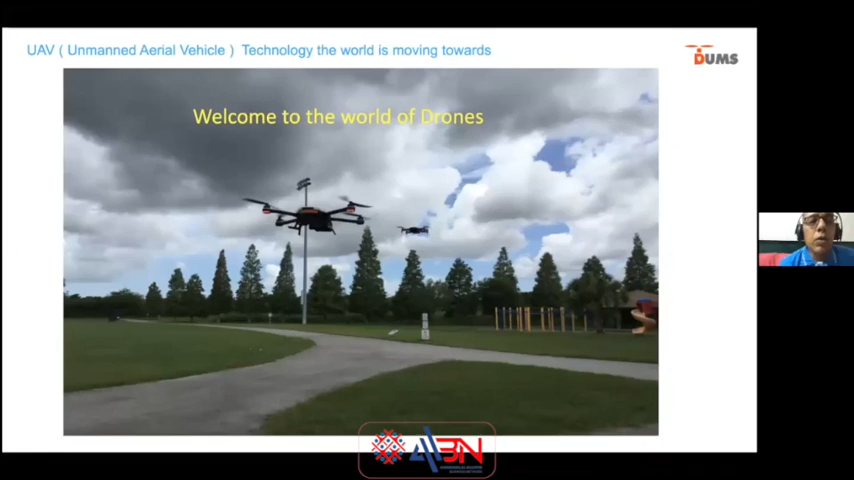 UAV ( Unmanned Aerial Vehicle ) Technology the world is moving towards
DUMS
Welcome to the world of Drones
ABN